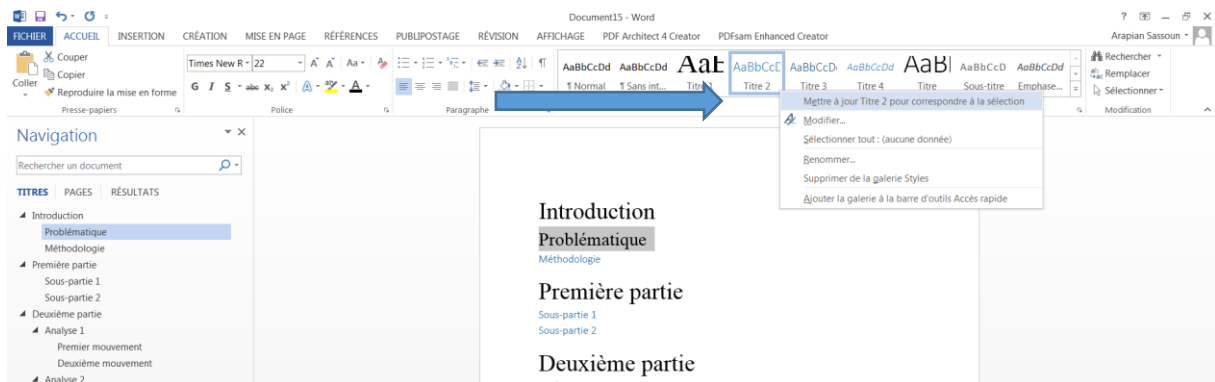 Document15 - Word
FICHIER ACCUEIL INSERTION CRÉATION MISE EN PAGE RÉFÉRENCES PUBLIPOSTAGE RÉVISION AFFICHAGE PDF Architect 4 Creator PDFsam Enhanced Creator Arapian Sassoun
Couper
Copier
Reproduire la mise en forme
Coller
Presse-papiers
Times New R 22
G I S abc X₂ X²
Police
Paragraphe
AaBbCcDd AaBbCcDd AaE AaBbCcC AaBbCcD AaBbCcDd AaBl AaBbCcD AaBbCcDd
¶ Normal ¶ Sans int... Titre 1 Titre 2 Titre 3 Titre 4 Titre Sous-titre Emphase...
Rechercher
Remplacer
Sélectionner
Modification
Mettre à jour Titre 2 pour correspondre à la sélection
Modifier...
Sélectionner tout : (aucune donnée)
Renommer...
Supprimer de la galerie Styles
Ajouter la galerie à la barre d'outils Accès rapide
Navigation
Rechercher un document
TITRES PAGES RÉSULTATS
Introduction
Problématique
Méthodologie
Première partie
Sous-partie 1
Sous-partie 2
Deuxième partie
Analyse 1
Premier mouvement
Deuxième mouvement
Analyse 2
Introduction
Problématique
Méthodologie
Première partie
Sous-partie 1
Sous-partie 2
Deuxième partie